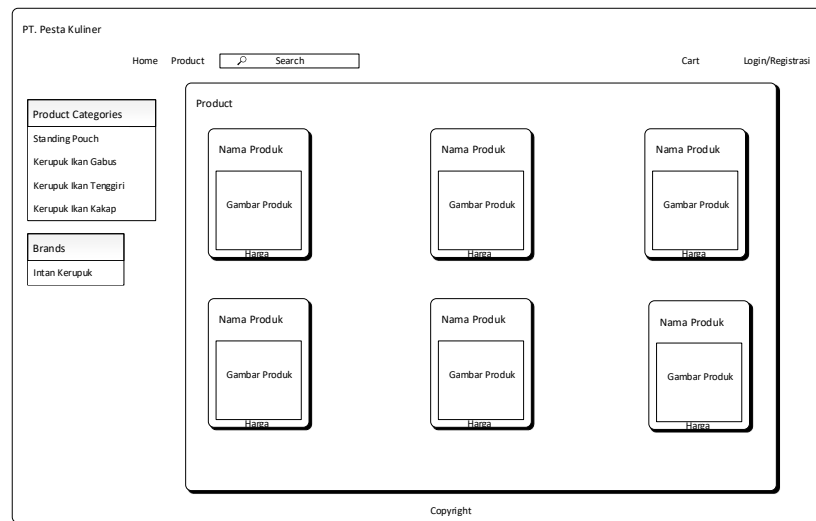 PT. Pesta Kuliner
Home Product Search Cart Login/Registrasi
Product Categories
Standing Pouch
Kerupuk Ikan Gabus
Kerupuk Ikan Tenggiri
Kerupuk Ikan Kakap
Brands
Intan Kerupuk
Product
Nama Produk Nama Produk Nama Produk
Gambar Produk Gambar Produk Gambar Produk
Harga Harga Harga
Nama Produk Nama Produk Nama Produk
Gambar Produk Gambar Produk Gambar Produk
Harga Harga Harga
Copyright